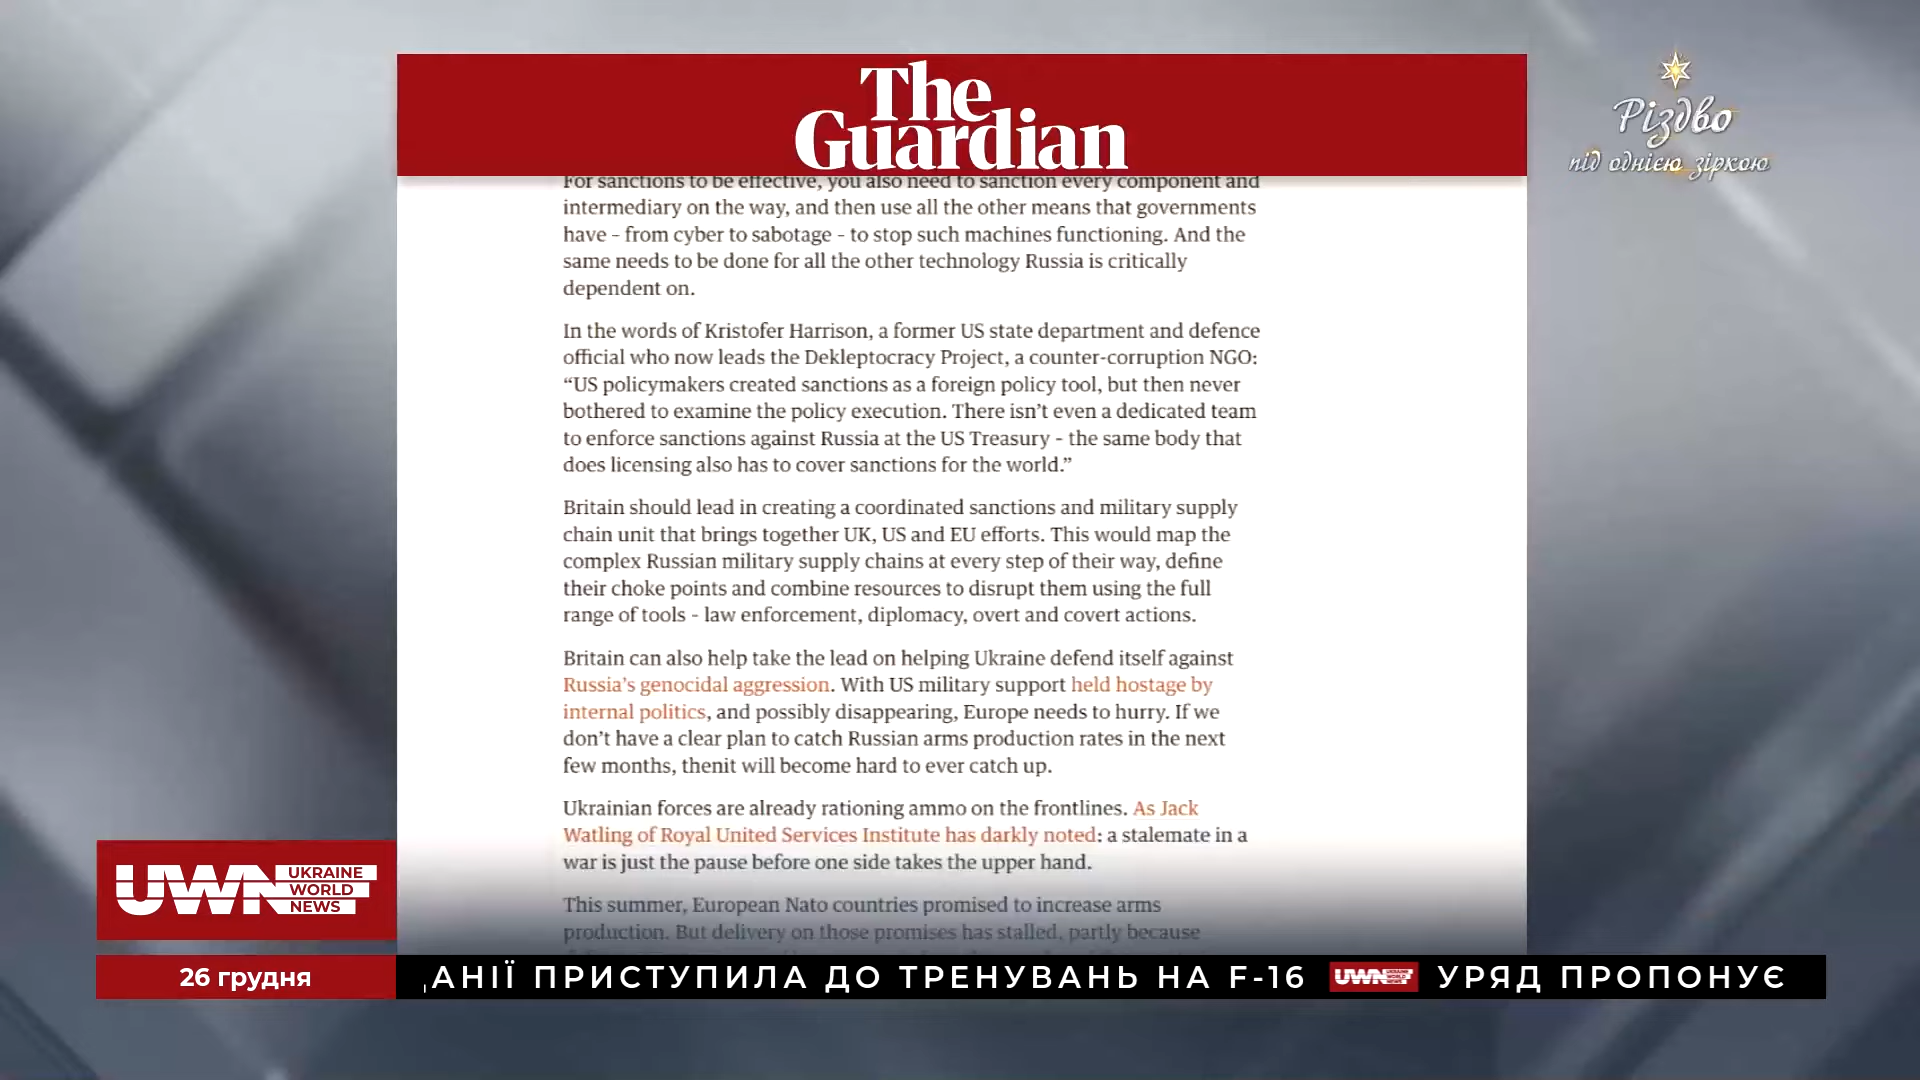 The
Guardian
Різдво
під однією зіркою
For sanctions to be effective, you also need to sanction every component and
intermediary on the way, and then use all the other means that governments
have – from cyber to sabotage – to stop such machines functioning. And the
same needs to be done for all the other technology Russia is critically
dependent on.
In the words of Kristofer Harrison, a former US state department and defence
official who now leads the Dekleptocracy Project, a counter-corruption NGO:
“US policymakers created sanctions as a foreign policy tool, but then never
bothered to examine the policy execution. There isn’t even a dedicated team
to enforce sanctions against Russia at the US Treasury – the same body that
does licensing also has to cover sanctions for the world.”
Britain should lead in creating a coordinated sanctions and military supply
chain unit that brings together UK, US and EU efforts. This would map the
complex Russian military supply chains at every step of their way, define
their choke points and combine resources to disrupt them using the full
range of tools – law enforcement, diplomacy, overt and covert actions.
Britain can also help take the lead on helping Ukraine defend itself against
Russia’s genocidal aggression. With US military support held hostage by
internal politics, and possibly disappearing, Europe needs to hurry. If we
don’t have a clear plan to catch Russian arms production rates in the next
few months, thenit will become hard to ever catch up.
Ukrainian forces are already rationing ammo on the frontlines. As Jack
Watling of Royal United Services Institute has darkly noted: a stalemate in a
war is just the pause before one side takes the upper hand.
This summer, European Nato countries promised to increase arms
production. But delivery on those promises has stalled, partly because
UWN UKRAINE
WORLD
NEWS
26 грудня
АНІЇ ПРИСТУПИЛА ДО ТРЕНУВАНЬ НА F-16 UWN УРЯД ПРОПОНУЄ